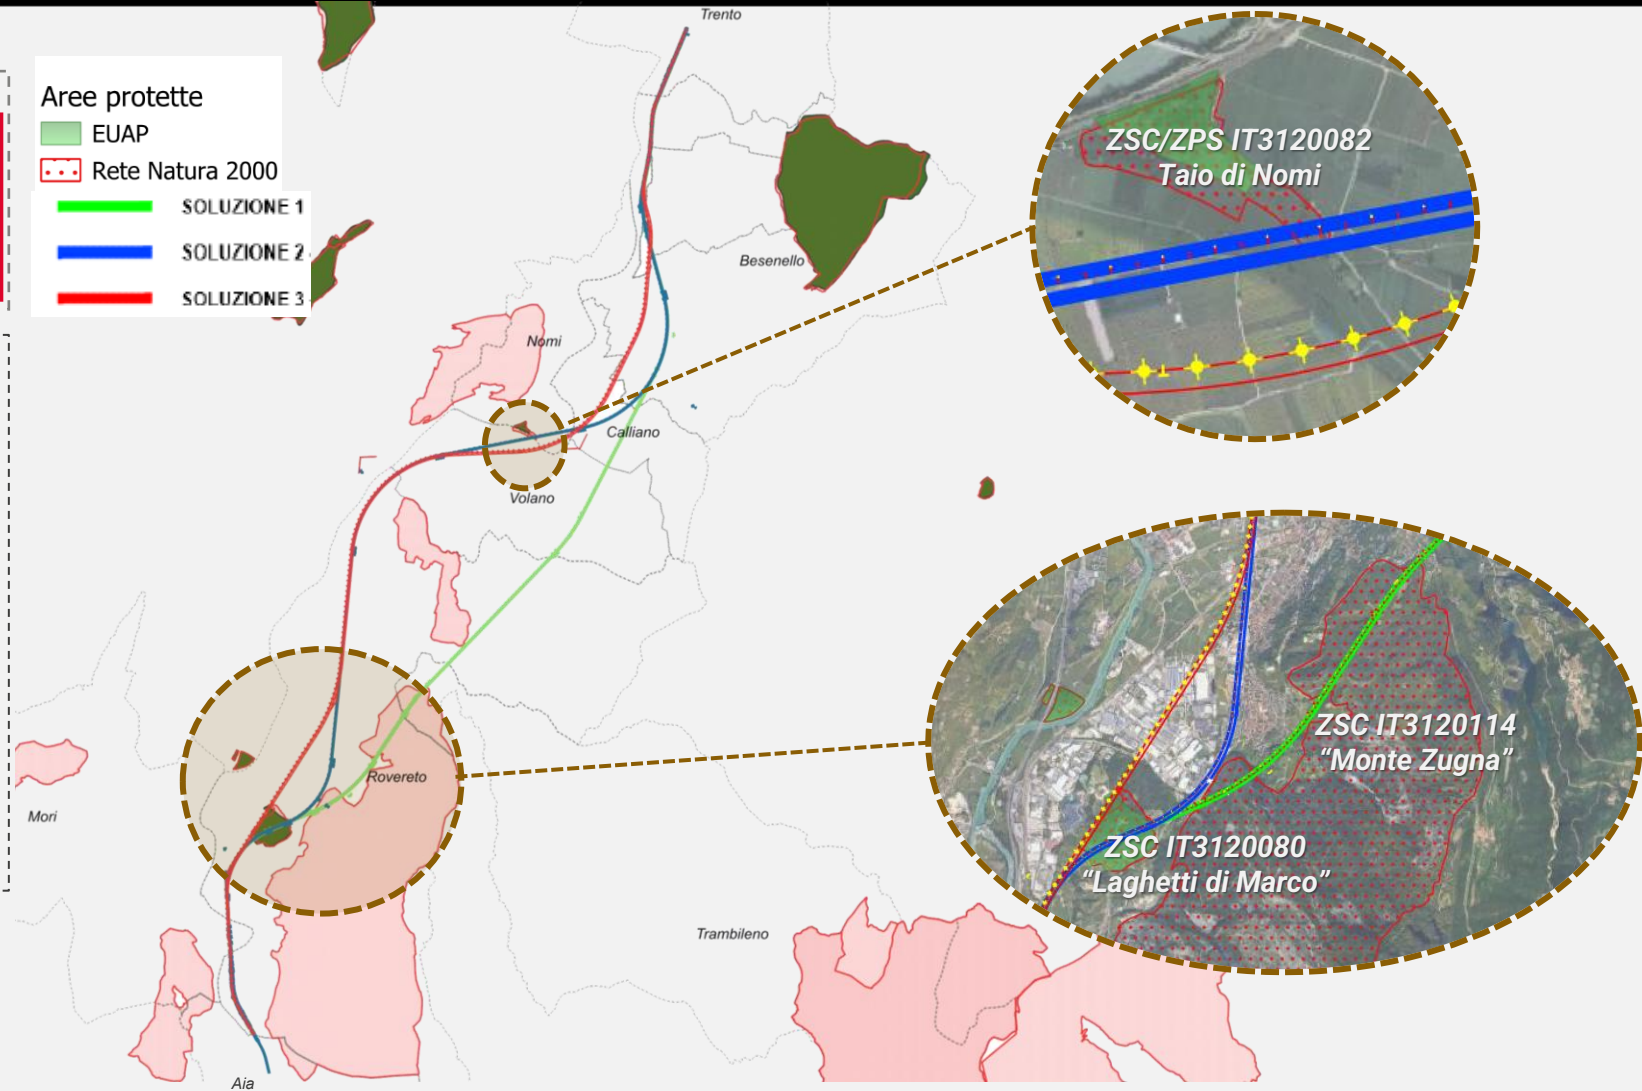 Trento
Aree protette
EUAP
Rete Natura 2000
SOLUZIONE 1
SOLUZIONE 2
SOLUZIONE 3
ZSC/ZPS IT3120082
Taio di Nomi
Besenello
Nomi
Calliano
Volano
ZSC IT3120114
“Monte Zugna”
Rovereto
Mori
ZSC IT3120080
“Laghetti di Marco”
Trambileno
Aia